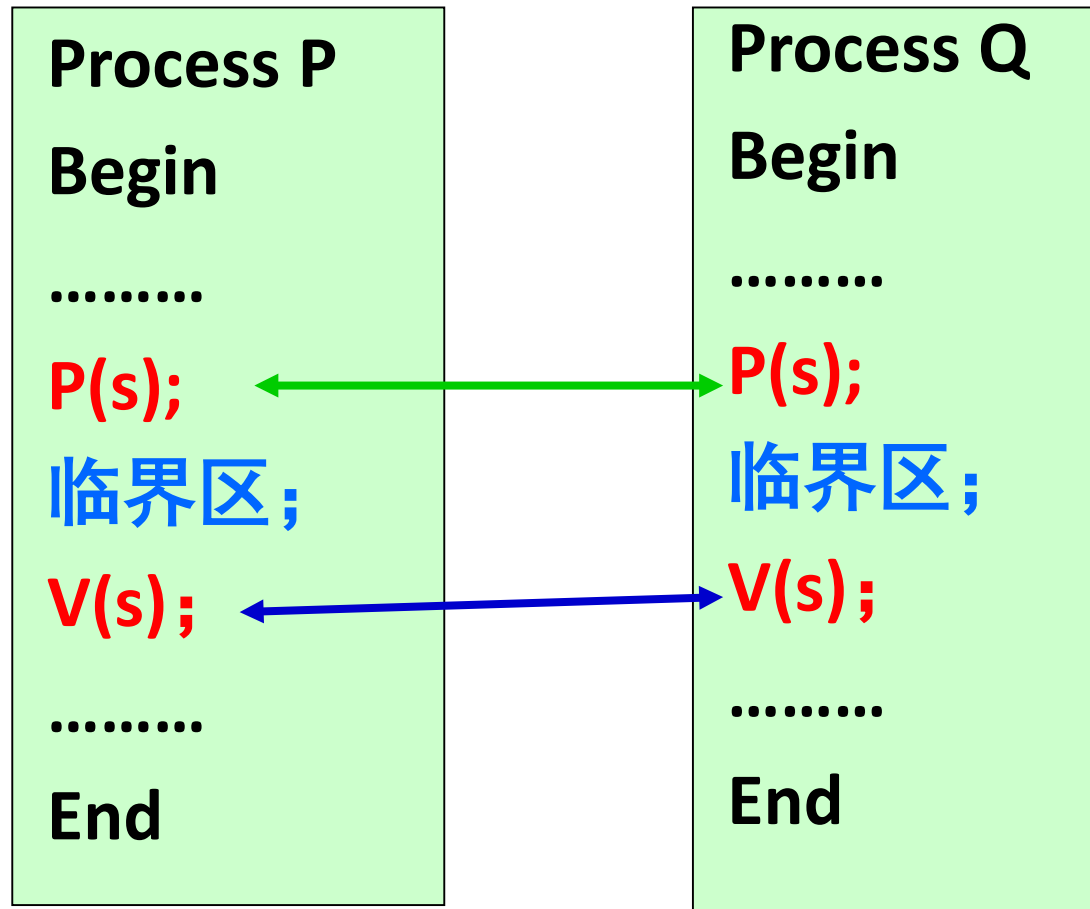 Process P
Begin
………
P(s);
临界区；
V(s)；
………
End
Process Q
Begin
………
P(s);
临界区；
V(s)；
………
End